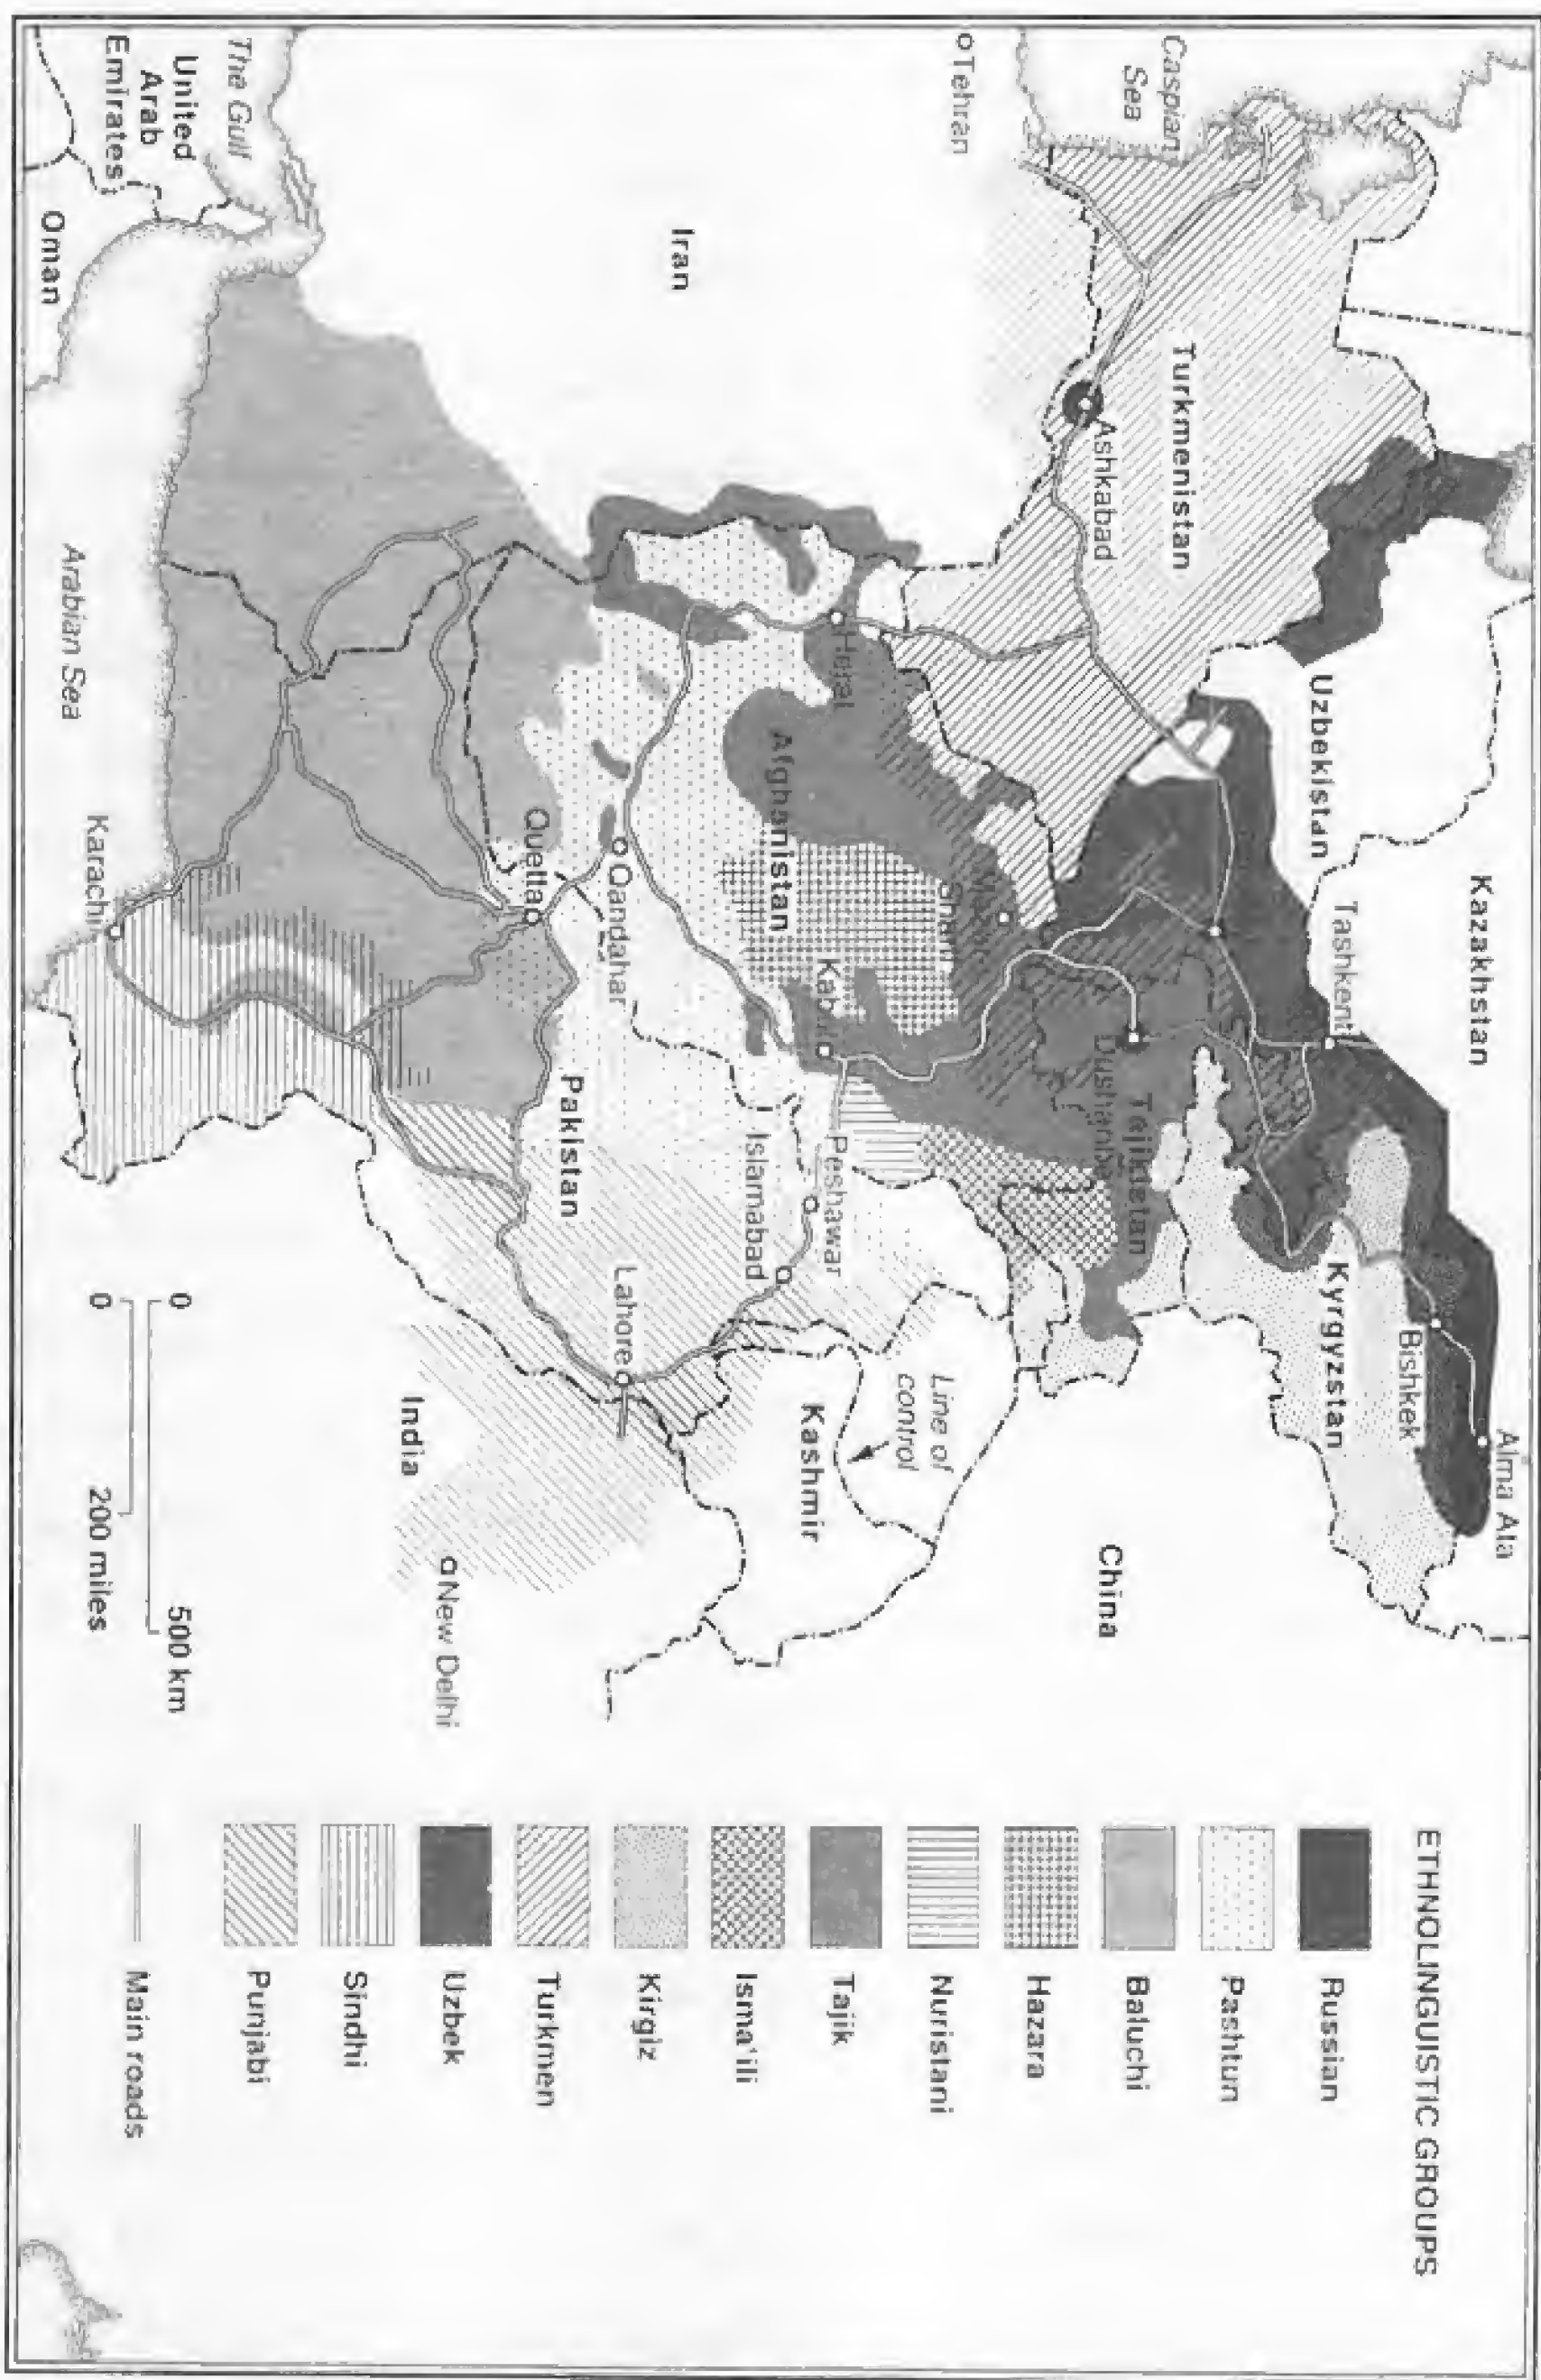 Caspian
Sea
Tehran
The Gulf
United
Arab
Emirates
Oman
Iran
Turkmenistan
Ashkabad
Uzbekistan
Kazakhstan
Tashkent
Arabian Sea
Herat
Afghanistan
Mazar
Shari
Quetta
Qandahar
Karachi
Kabul
Dushanbe
Tajikistan
Pakistan
Peshawar
Islamabad
Lahore
Kyrgyzstan
Bishkek
Alma Ata
Line of
control
Kashmir
India
China
New Delhi
0 500 km
0 200 miles
ETHNOLINGUISTIC GROUPS
Russian
Pashtun
Baluchi
Hazara
Nuristani
Tajik
Isma'ili
Kirgiz
Turkmen
Uzbek
Sindhi
Punjabi
Main roads